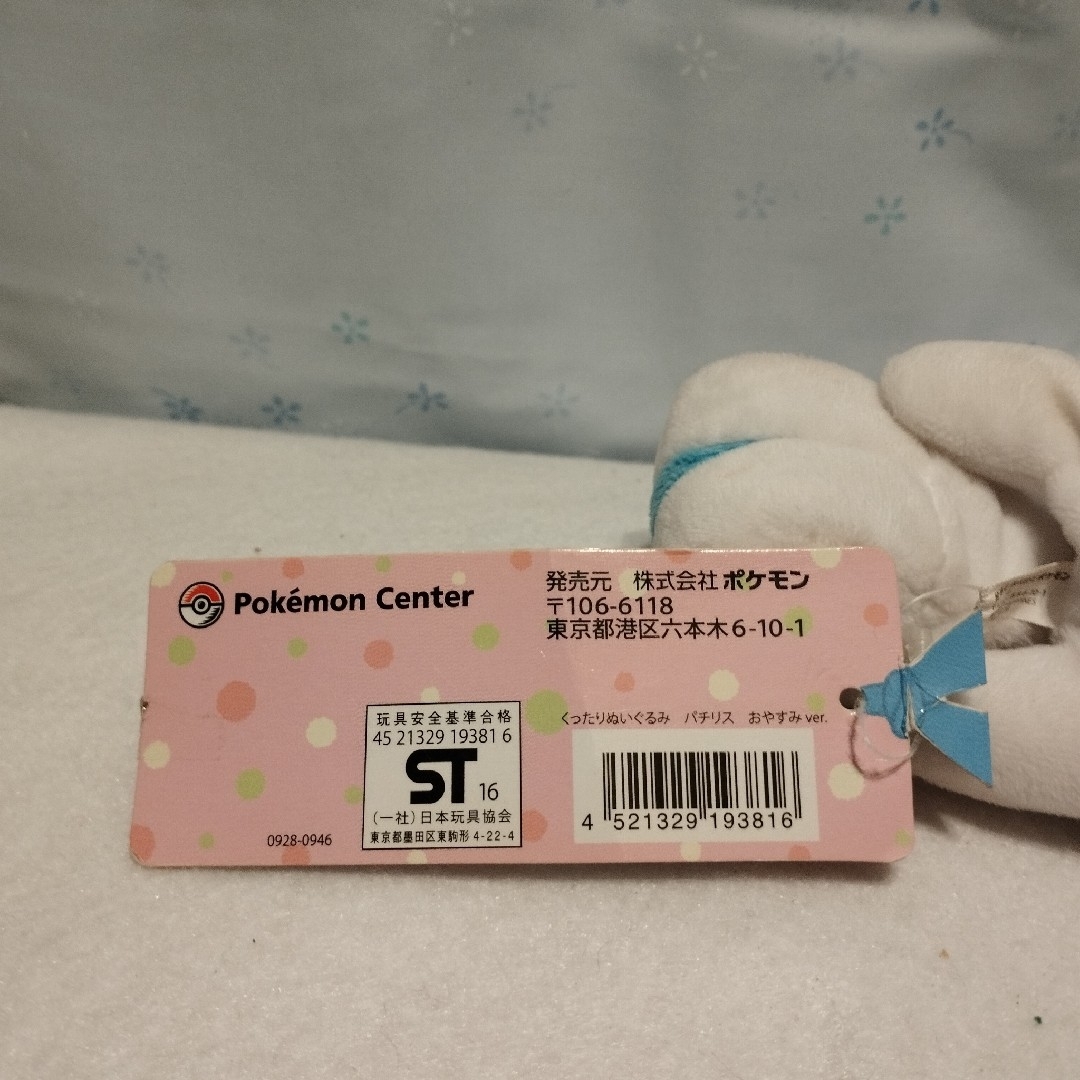 Pokémon Center
発売元 株式会社ポケモン
〒106-6118
東京都港区六本木6-10-1
玩具安全基準合格
45 21329 19381 6
ST 16
(一社)日本玩具協会
東京都墨田区東駒形 4-22-4
0928-0946
くったりぬいぐるみ パチリス おやすみ ver.
4 521329 193816